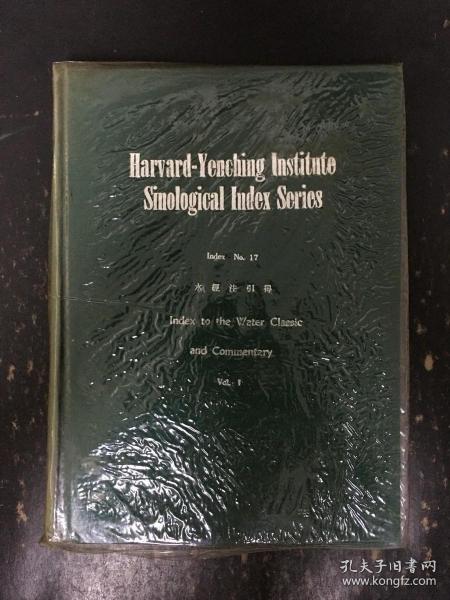 Harvard-Yenching Institute
Sinological Index Series
Index No. 17
水經注引得
Index to the Water Classic
and Commentary
Vol. I
孔夫子旧书网
www.kongfz.com